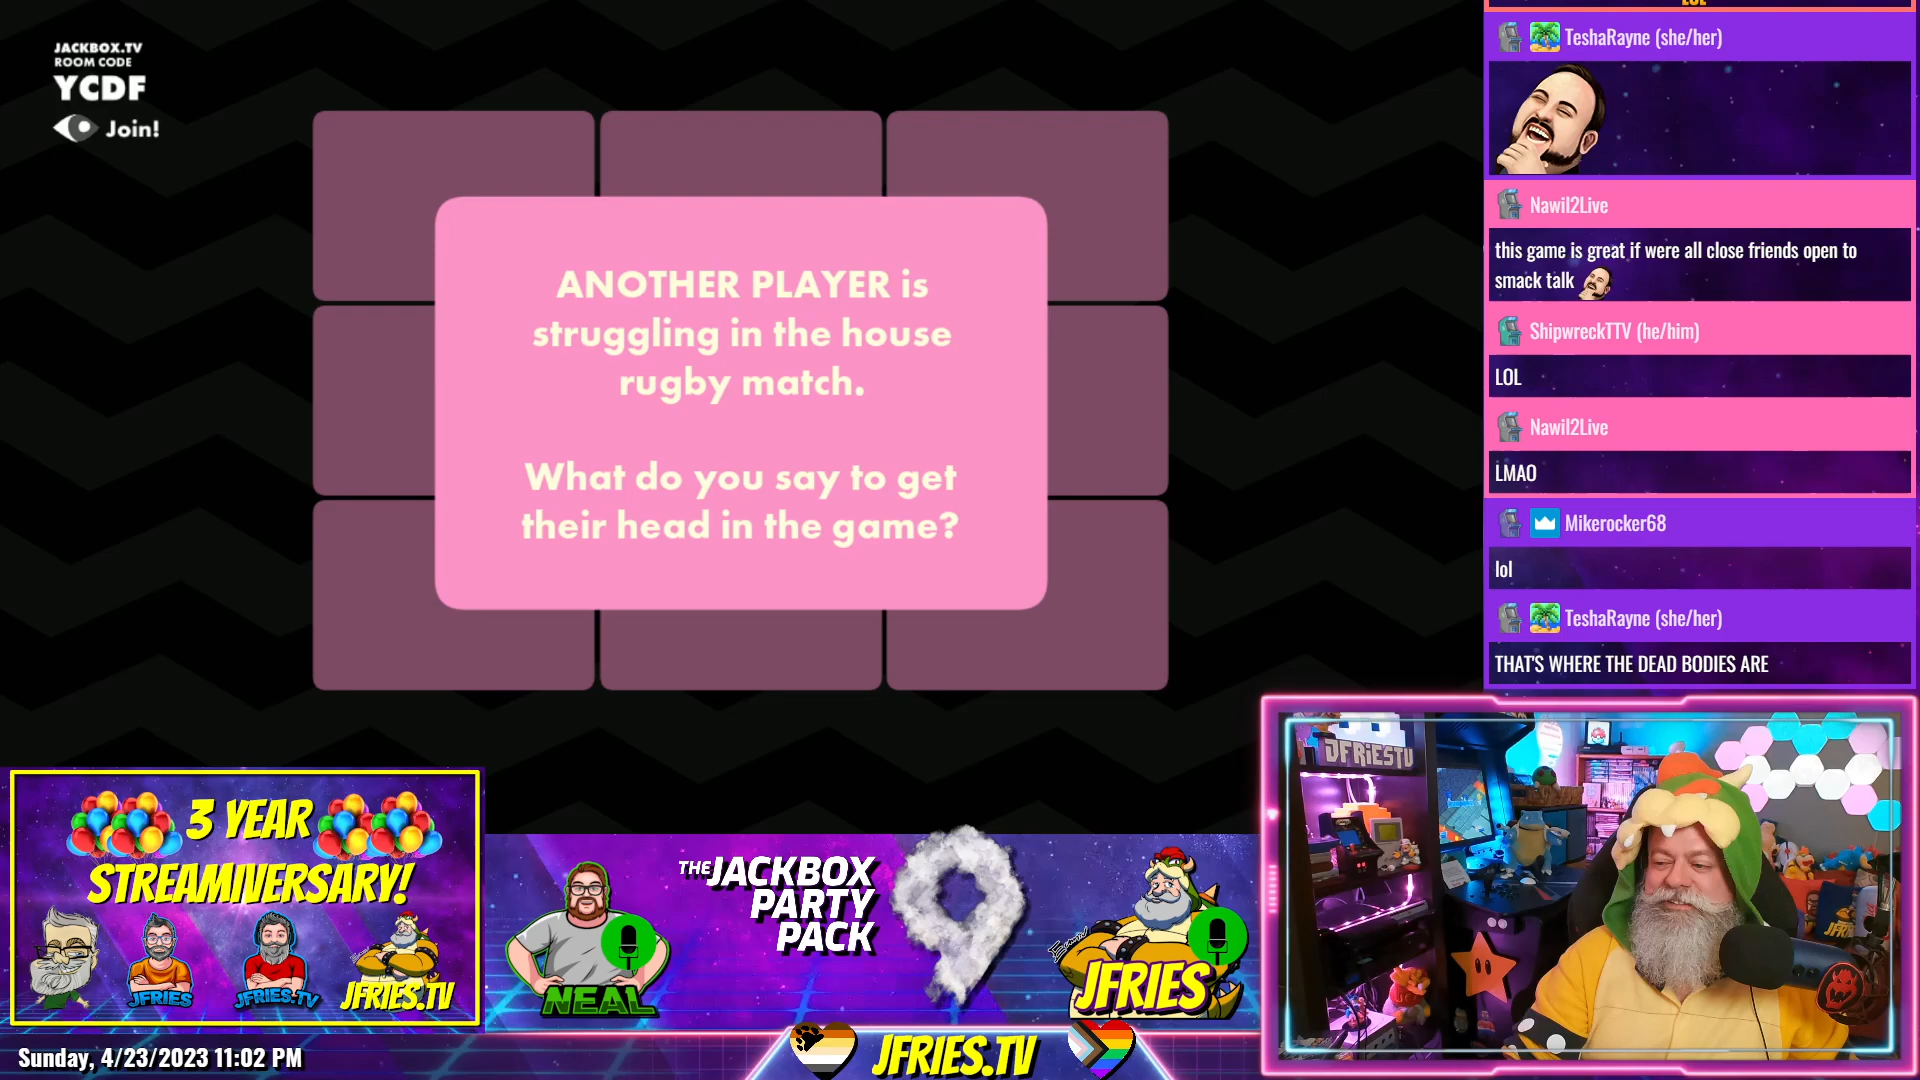 JACKBOX.TV
ROOM CODE
YCDF
Join!
ANOTHER PLAYER is
struggling in the house
rugby match.
What do you say to get
their head in the game?
LOL
TeshaRayne (she/her)
Nawil2Live
this game is great if were all close friends open to
smack talk
ShipwreckTTV (he/him)
LOL
Nawil2Live
LMAO
Mikerocker68
lol
TeshaRayne (she/her)
THAT'S WHERE THE DEAD BODIES ARE
3 YEAR
STREAMIVERSARY!
JFRIES
JFRIES.TV
JFRIES.TV
Sunday, 4/23/2023 11:02 PM
NEAL
THE JACKBOX
PARTY
PACK
9
JFRIES
JFRIES.TV
JFRIESTV